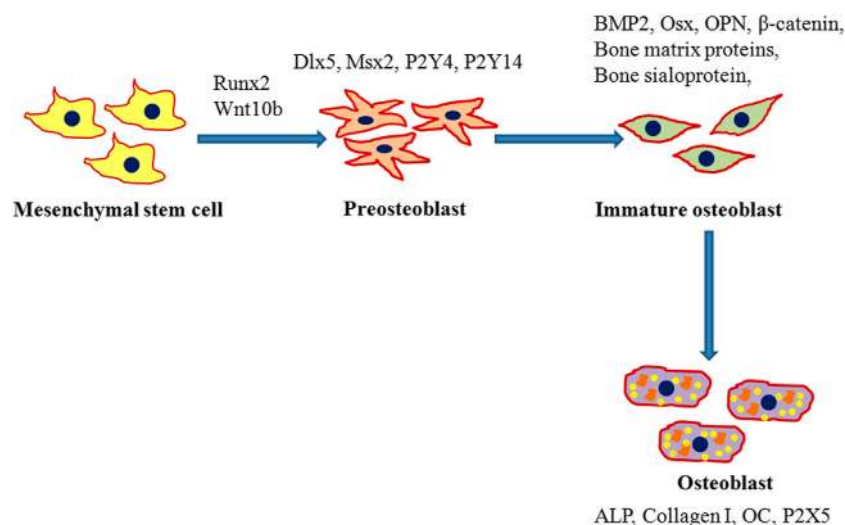 BMP2, Osx, OPN, β-catenin,
Bone matrix proteins,
Bone sialoprotein,
Dlx5, Msx2, P2Y4, P2Y14
Runx2
Wnt10b
Mesenchymal stem cell
Preosteoblast
Immature osteoblast
Osteoblast
ALP, Collagen I, OC, P2X5